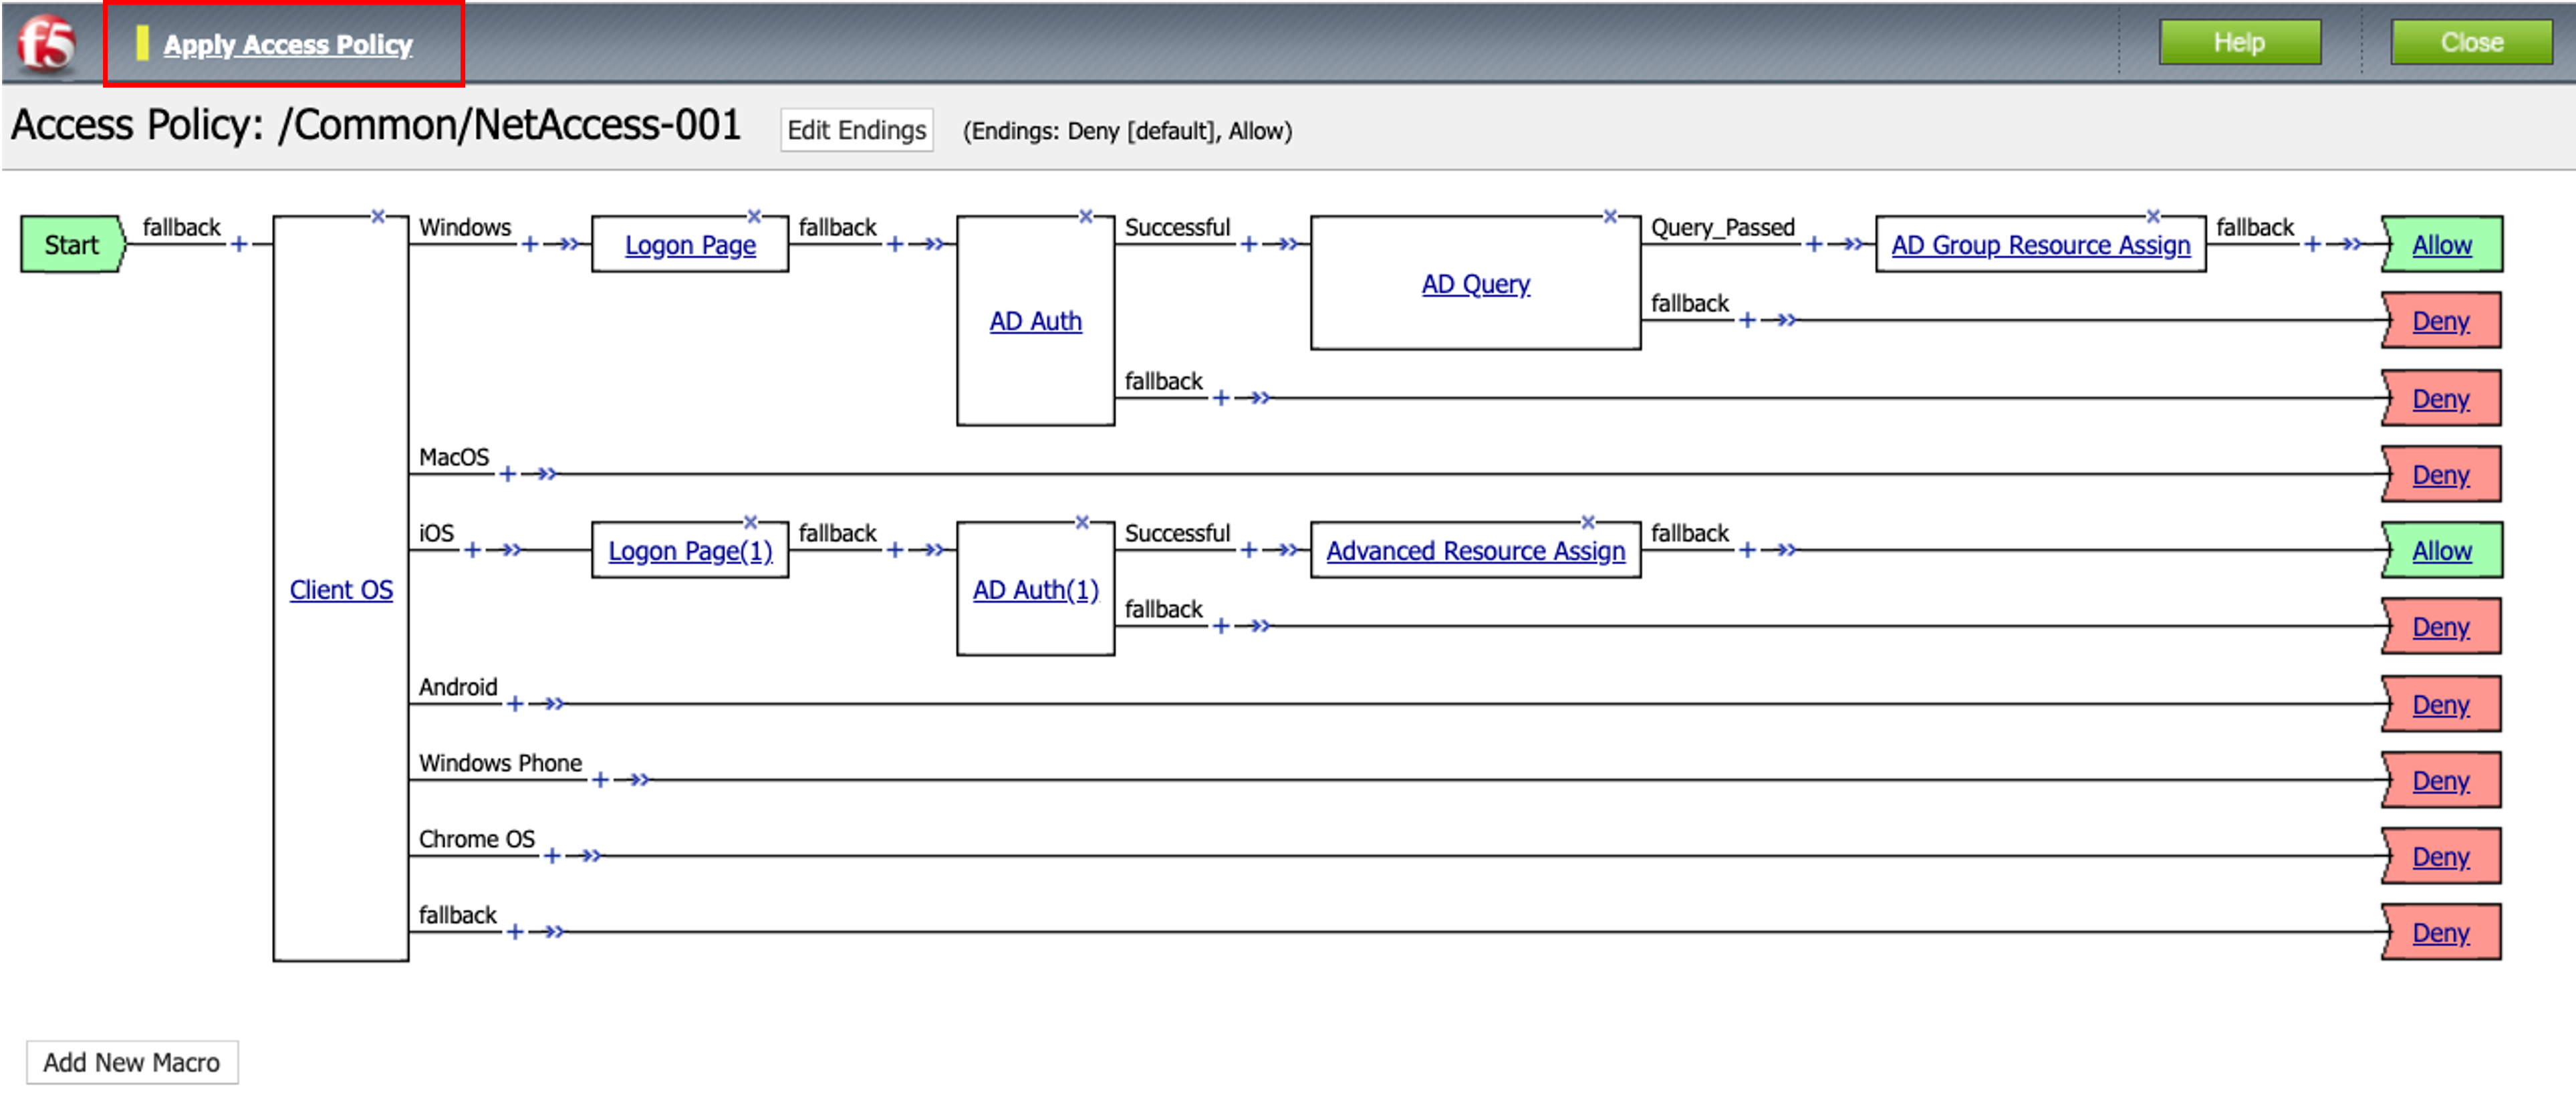 f5 Apply Access Policy Help Close
Access Policy: /Common/NetAccess-001 Edit Endings (Endings: Deny [default], Allow)
Start fallback + Windows + Logon Page fallback + Successful + Query_Passed + AD Group Resource Assign fallback + Allow
AD Query
fallback + Deny
AD Auth
fallback + Deny
MacOS + Deny
iOS + Logon Page(1) fallback + Successful + Advanced Resource Assign fallback + Allow
Client OS
AD Auth(1)
fallback + Deny
Android + Deny
Windows Phone + Deny
Chrome OS + Deny
fallback + Deny
Add New Macro